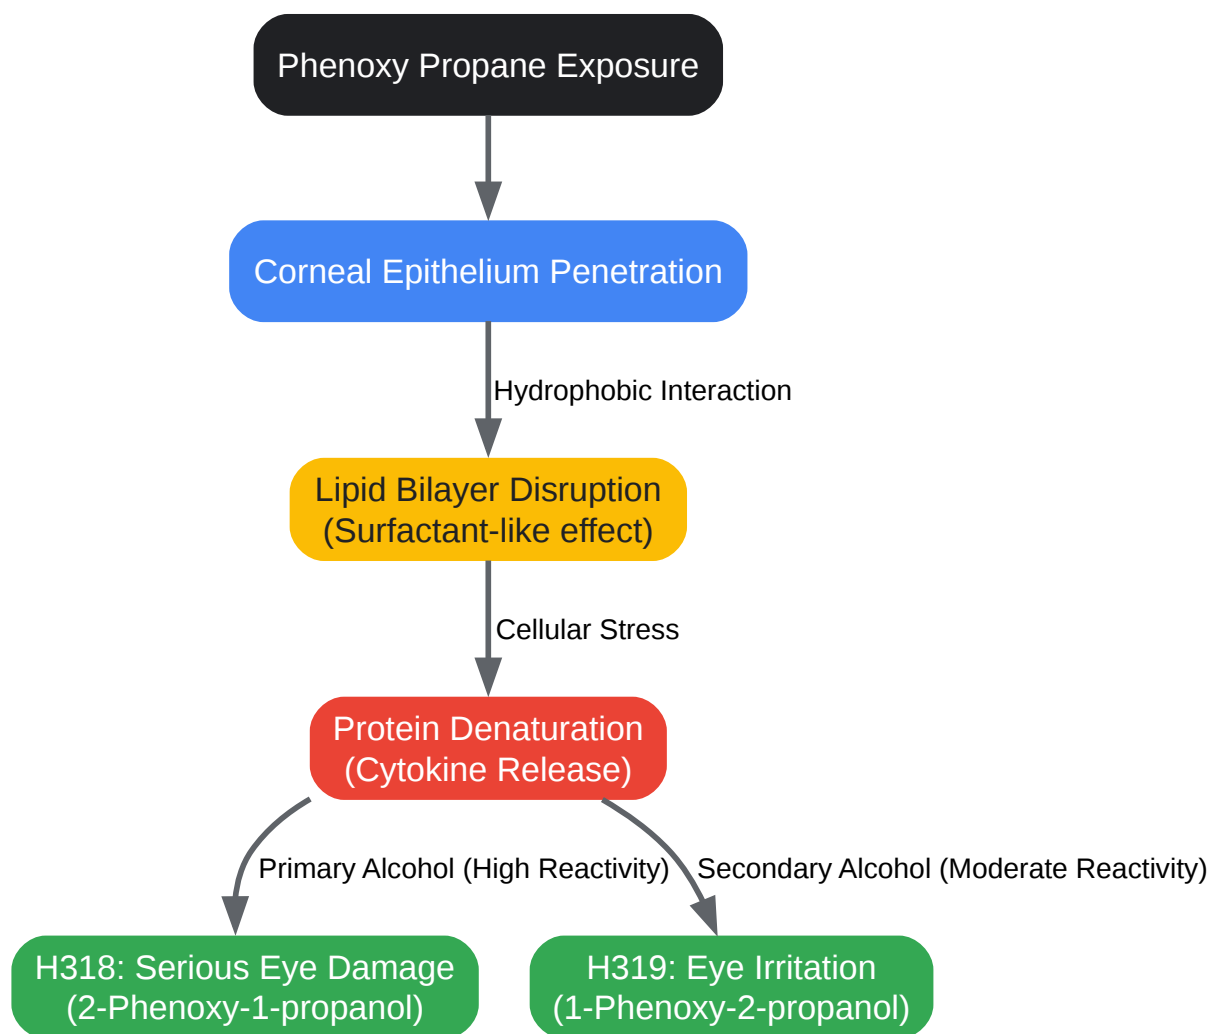 Phenoxy Propane Exposure
Corneal Epithelium Penetration
Hydrophobic Interaction
Lipid Bilayer Disruption
(Surfactant-like effect)
Cellular Stress
Protein Denaturation
(Cytokine Release)
Primary Alcohol (High Reactivity)
Secondary Alcohol (Moderate Reactivity)
H318: Serious Eye Damage
(2-Phenoxy-1-propanol)
H319: Eye Irritation
(1-Phenoxy-2-propanol)